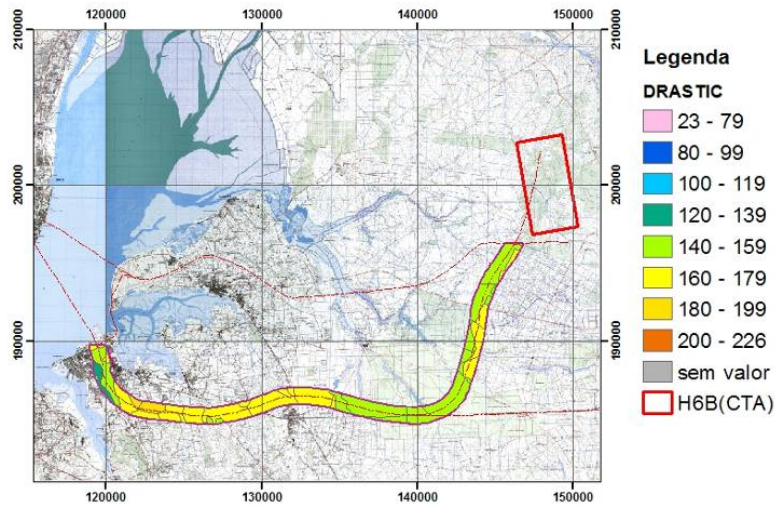 120000 130000 140000 150000
210000 210000
200000 200000
190000 190000
120000 130000 140000 150000
Legenda
DRASTIC
23 - 79
80 - 99
100 - 119
120 - 139
140 - 159
160 - 179
180 - 199
200 - 226
sem valor
H6B(CTA)